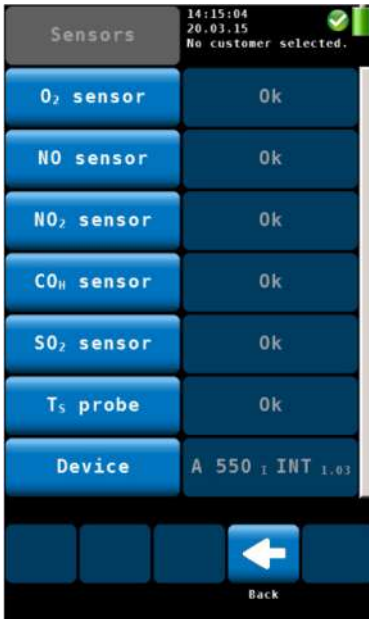 Sensors
14:15:04
20.03.15
No customer selected.
O₂ sensor Ok
NO sensor Ok
NO₂ sensor Ok
COH sensor Ok
SO₂ sensor Ok
Tₛ probe Ok
Device A 550 I INT 1.03
Back